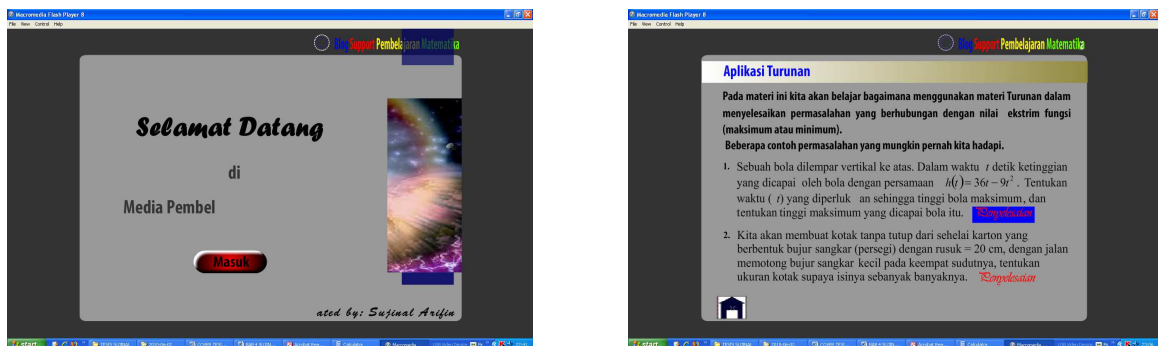 Macromedia Flash Player 8
File View Control Help
Blog Support Pembelajaran Matematika
Selamat Datang
di
Media Pembel
Masuk
ated by: Sujinal Arifin
start
Macromedia Flash Player 8
File View Control Help
Blog Support Pembelajaran Matematika
Aplikasi Turunan
Pada materi ini kita akan belajar bagaimana menggunakan materi Turunan dalam
menyelesaikan permasalahan yang berhubungan dengan nilai ekstrim fungsi
(maksimum atau minimum).
Beberapa contoh permasalahan yang mungkin pernah kita hadapi.
1. Sebuah bola dilempar vertikal ke atas. Dalam waktu t detik ketinggian
yang dicapai oleh bola dengan persamaan h(t) = 36t − 9t². Tentukan
waktu ( t) yang diperluk an sehingga tinggi bola maksimum, dan
tentukan tinggi maksimum yang dicapai bola itu. Penyelesaian
2. Kita akan membuat kotak tanpa tutup dari sehelai karton yang
berbentuk bujur sangkar (persegi) dengan rusuk = 20 cm, dengan jalan
memotong bujur sangkar kecil pada keempat sudutnya, tentukan
ukuran kotak supaya isinya sebanyak banyaknya. Penyelesaian
start